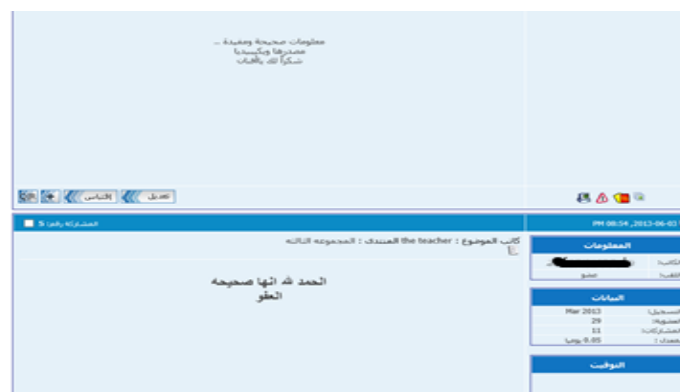 معلومات صحيحة ومفيدة ..
مصدرها ويكيبيديا
شكراً لك ياأفنان
تعديل
إقتباس
PM 08:54 ,2013-06-03
المشاركة رقم: 5
المعلومات
الكاتب:
اللقب:
عضو
البيانات
التسجيل: Mar 2013
العضوية: 29
المشاركات: 11
بمعدل : 0.05 يوميا
التوقيت
كاتب الموضوع : the teacher المنتدى : المجموعه الثالثه
الحمد لله انها صحيحه
العفو